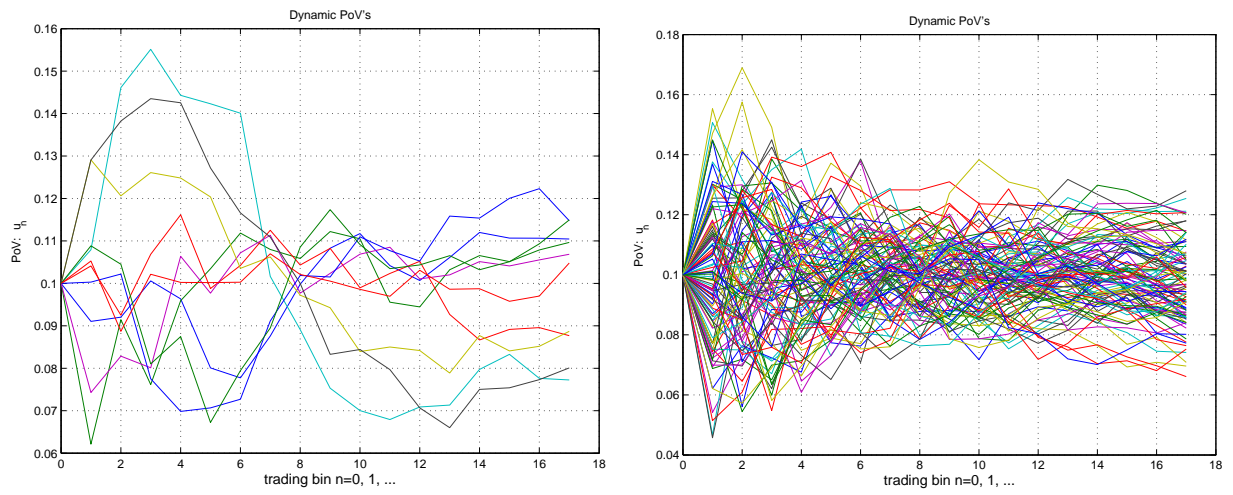 Dynamic PoV's
0.16
0.15
0.14
0.13
0.12
0.11
0.1
0.09
0.08
0.07
0.06
PoV: u_n
0 2 4 6 8 10 12 14 16 18
trading bin n=0, 1, ...
Dynamic PoV's
0.18
0.16
0.14
0.12
0.1
0.08
0.06
0.04
PoV: u_n
0 2 4 6 8 10 12 14 16 18
trading bin n=0, 1, ...